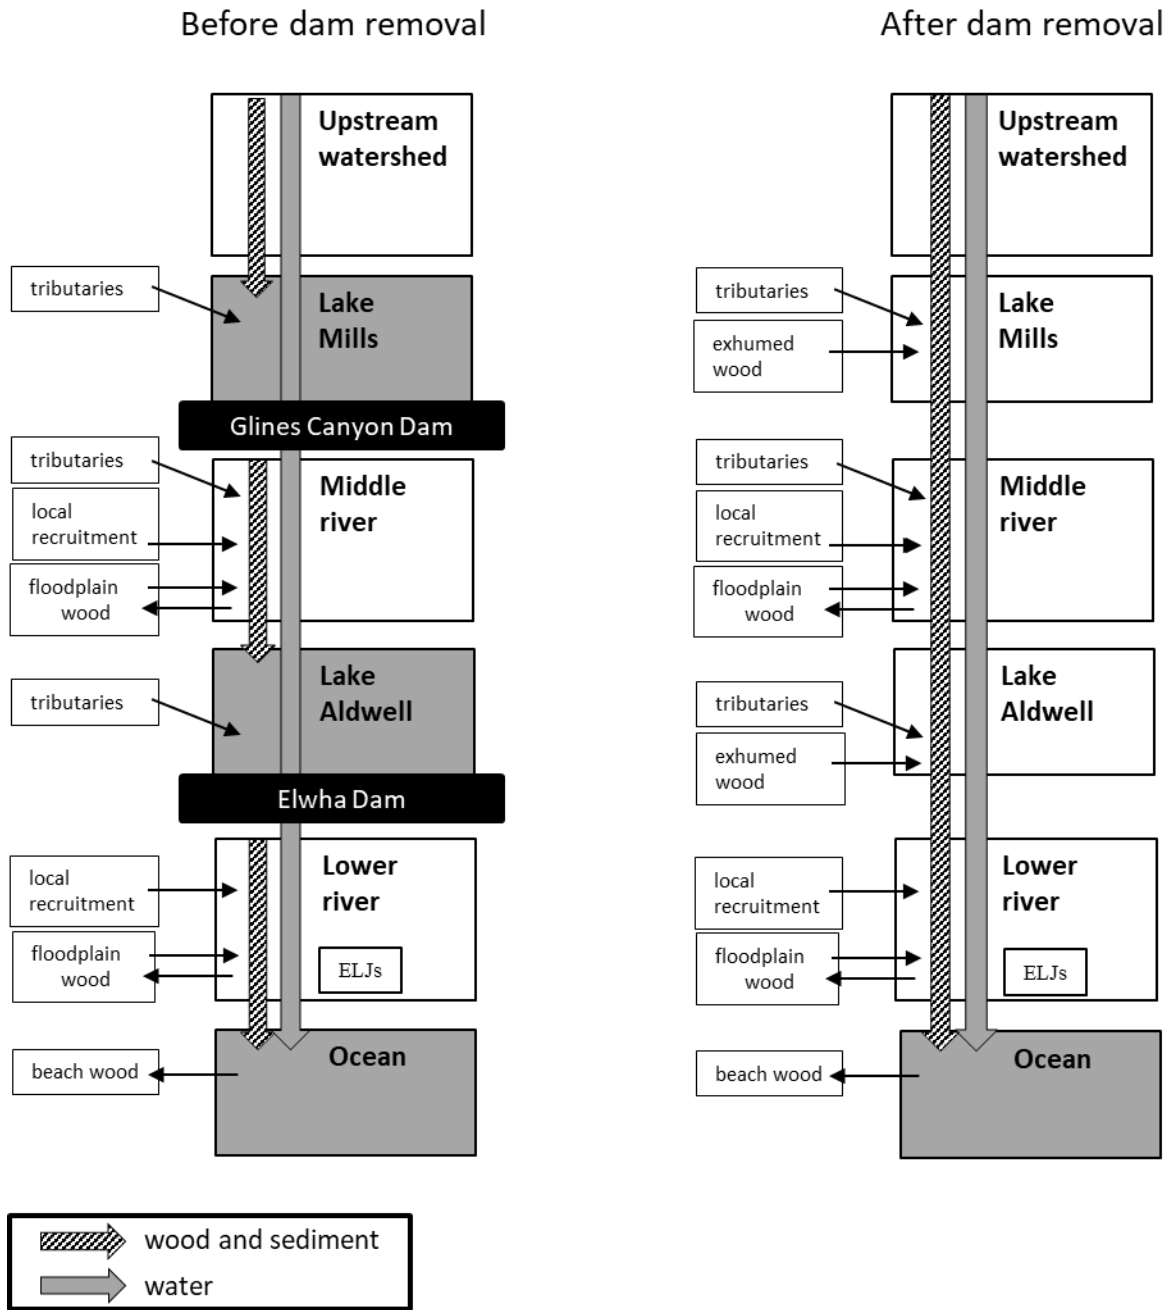 Before dam removal
Upstream
watershed
tributaries
Lake
Mills
Glines Canyon Dam
tributaries
Middle
river
local
recruitment
floodplain
wood
Lake
Aldwell
tributaries
Elwha Dam
Lower
river
local
recruitment
floodplain
wood
ELJs
Ocean
beach wood
After dam removal
Upstream
watershed
tributaries
Lake
Mills
exhumed
wood
tributaries
Middle
river
local
recruitment
floodplain
wood
Lake
Aldwell
tributaries
exhumed
wood
Lower
river
local
recruitment
floodplain
wood
ELJs
Ocean
beach wood
wood and sediment
water